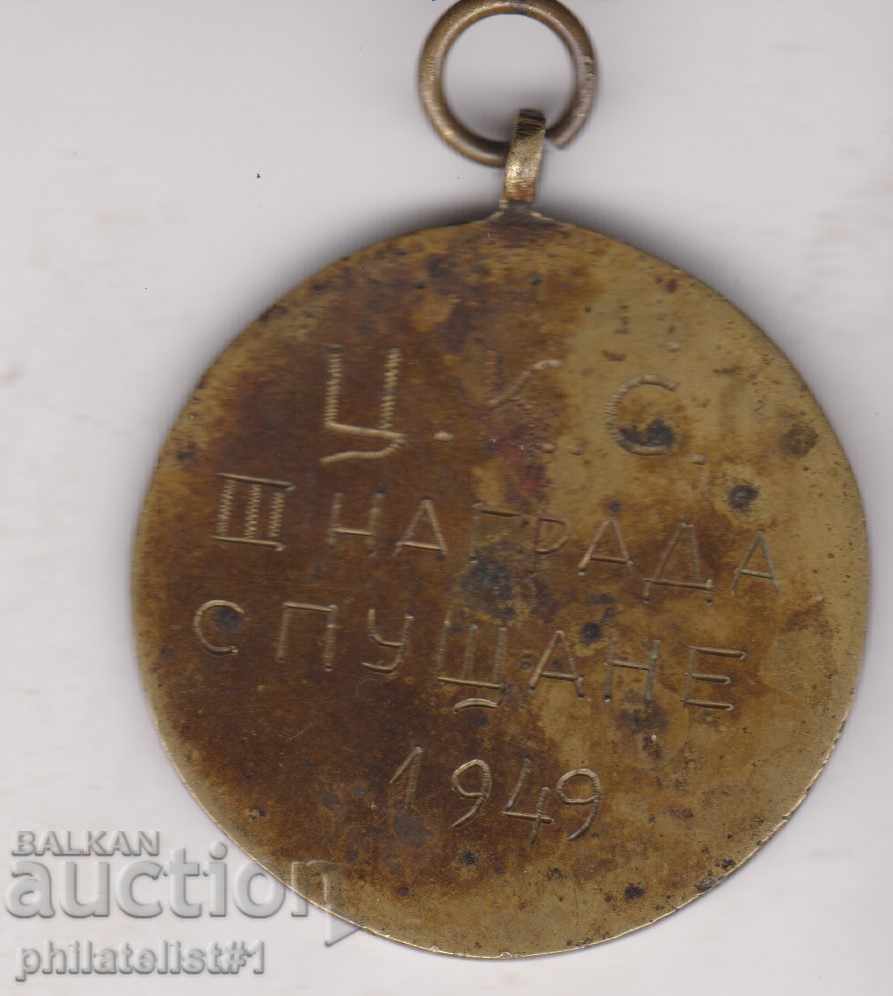 Ц.К.С.
III НАГРАДА
СПУЩАНЕ
1949
BALKAN
auction
philatelist#1